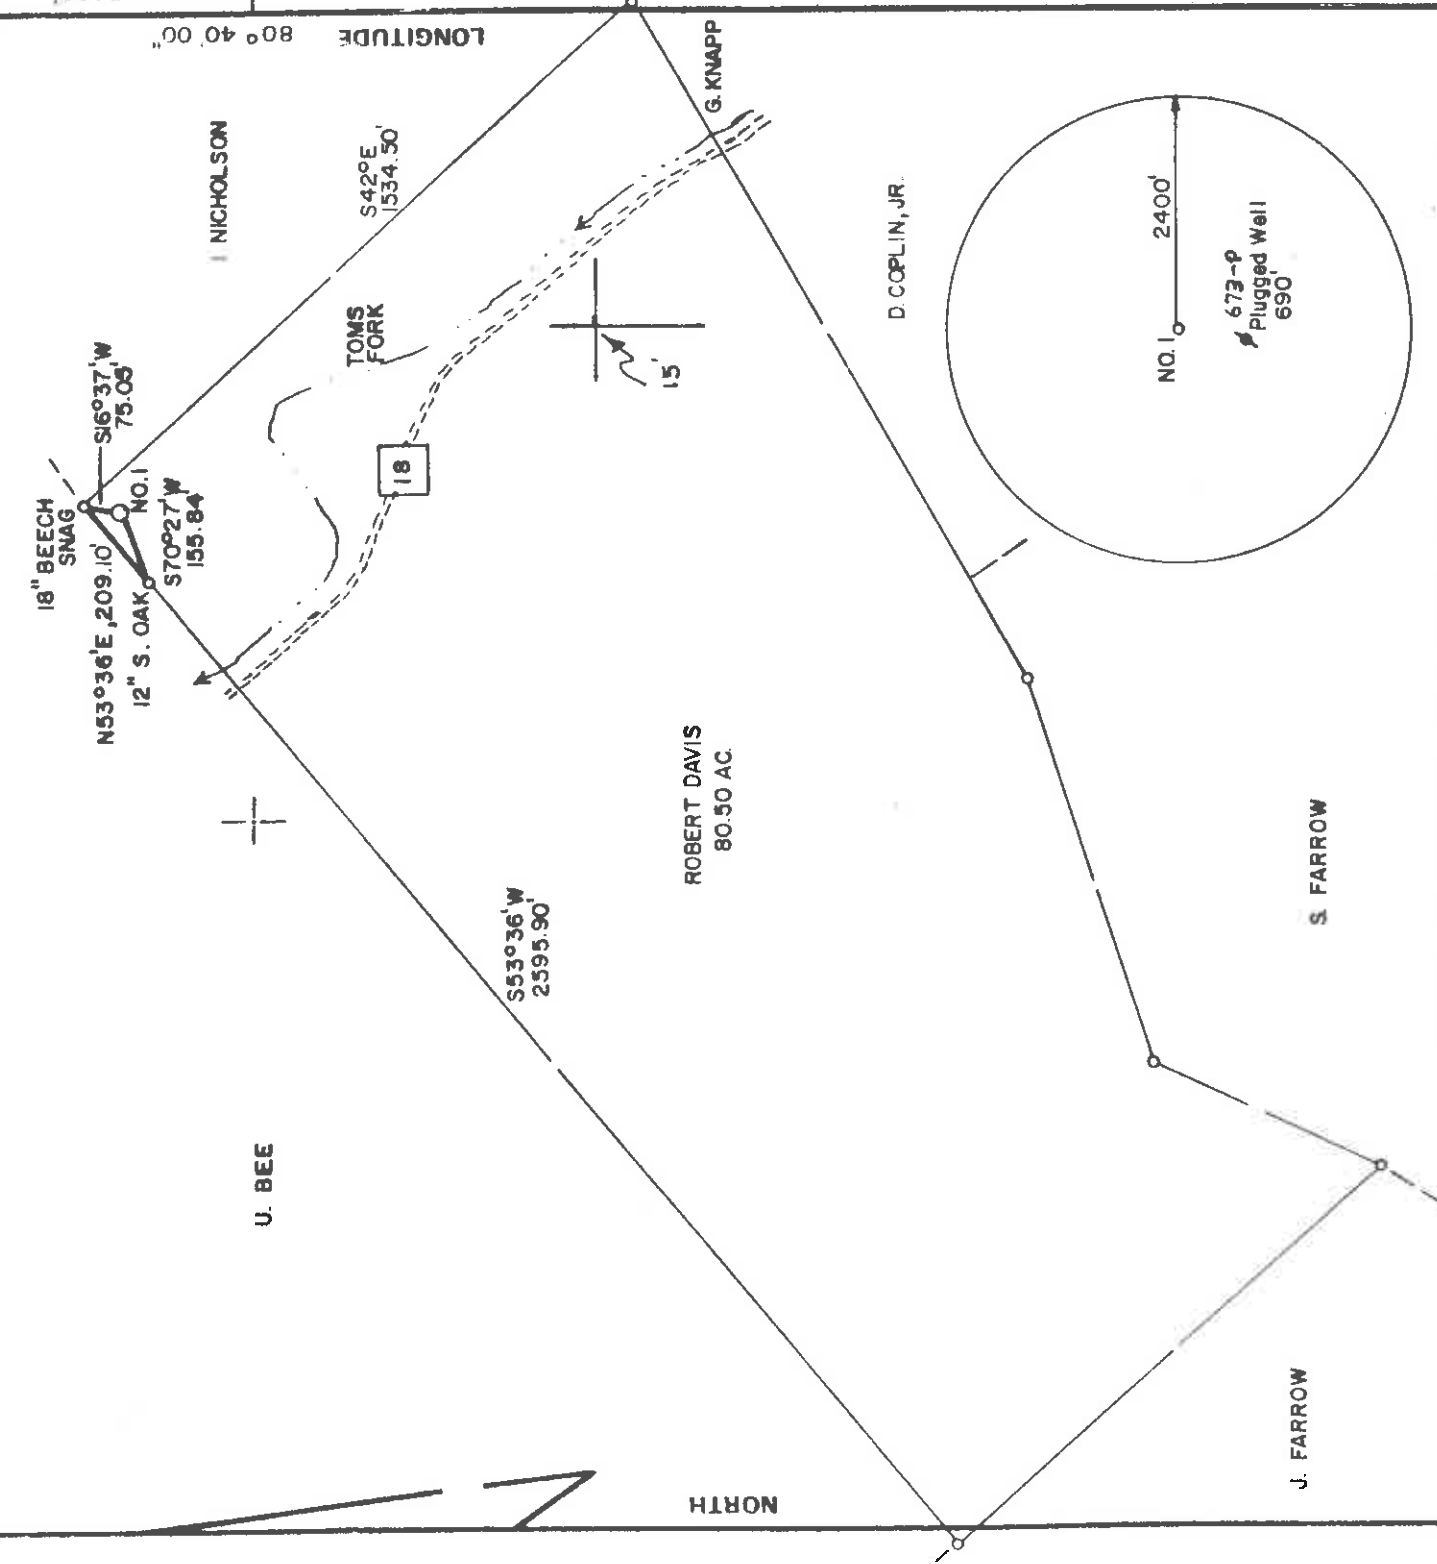 LONGITUDE 80° 40' 00"
I NICHOLSON
G. KNAPP
S42°E
1534.50'
TOMS
FORK
S16°37'W
75.05'
18" BEECH
SNAG
NO. 1
N53°36'E, 209.10'
12" S. OAK
S70°27'W
155.84'
18
15'
D. COPLIN, JR.
2400'
NO. 1
673-P
Plugged Well
690'
ROBERT DAVIS
80.50 AC.
S53°36'W
2595.90'
U. BEE
S. FARROW
J. FARROW
NORTH